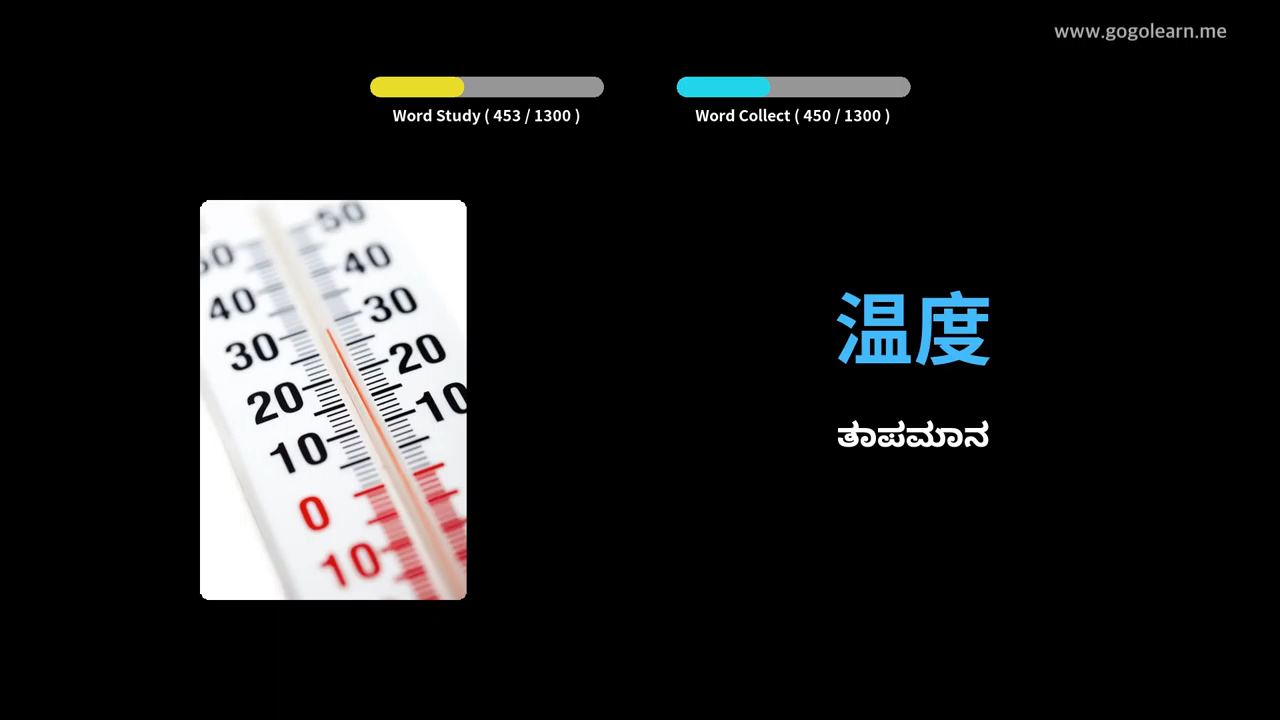 www.gogolearn.me
Word Study ( 453 / 1300 )
Word Collect ( 450 / 1300 )
50
50
40
40
30
30
20
20
10
10
0
10
温度
ತಾಪಮಾನ